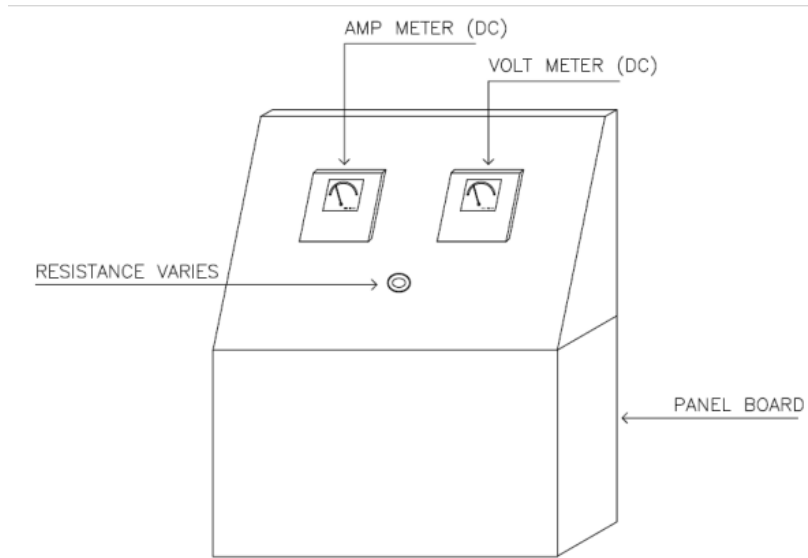 AMP METER (DC)
VOLT METER (DC)
RESISTANCE VARIES
PANEL BOARD